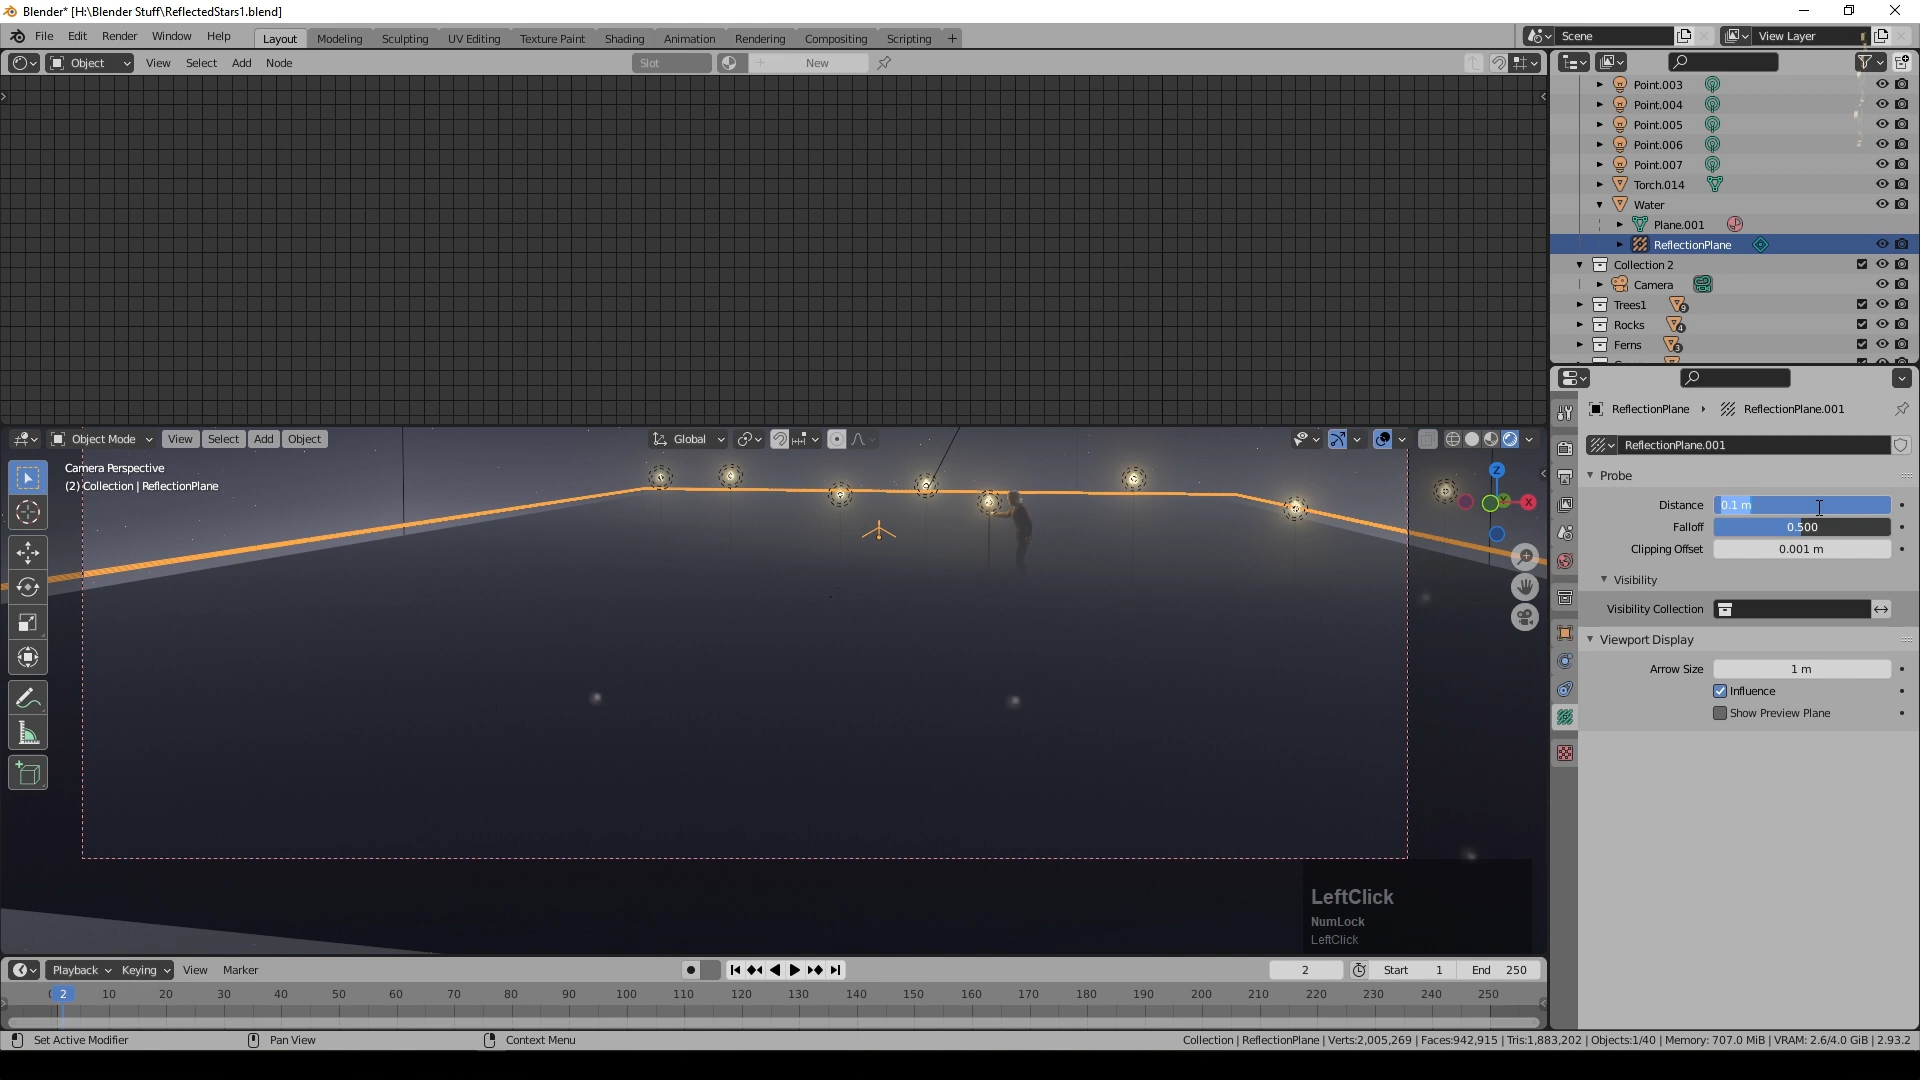 Blender* [H:\Blender Stuff\ReflectedStars1.blend]
File Edit Render Window Help Layout Modeling Sculpting UV Editing Texture Paint Shading Animation Rendering Compositing Scripting + Scene View Layer
Object View Select Add Object Node Slot New
Point.003
Point.004
Point.005
Point.006
Point.007
Torch.014
Water
Plane.001
ReflectionPlane
Collection 2
Camera
Trees1 9
Rocks 4
Ferns 3
ReflectionPlane ReflectionPlane.001
ReflectionPlane.001
Probe
Distance 0.1 m
Falloff 0.500
Clipping Offset 0.001 m
Visibility
Visibility Collection
Viewport Display
Arrow Size 1 m
Influence
Show Preview Plane
Object Mode View Select Add Object Global
Camera Perspective
(2) Collection | ReflectionPlane
Z
X
LeftClick
NumLock
LeftClick
Playback Keying View Marker 2 Start 1 End 250
0 2 10 20 30 40 50 60 70 80 90 100 110 120 130 140 150 160 170 180 190 200 210 220 230 240 250
Set Active Modifier Pan View Context Menu Collection | ReflectionPlane | Verts:2,005,269 | Faces:942,915 | Tris:1,883,202 | Objects:1/40 | Memory: 707.0 MiB | VRAM: 2.6/4.0 GiB | 2.93.2